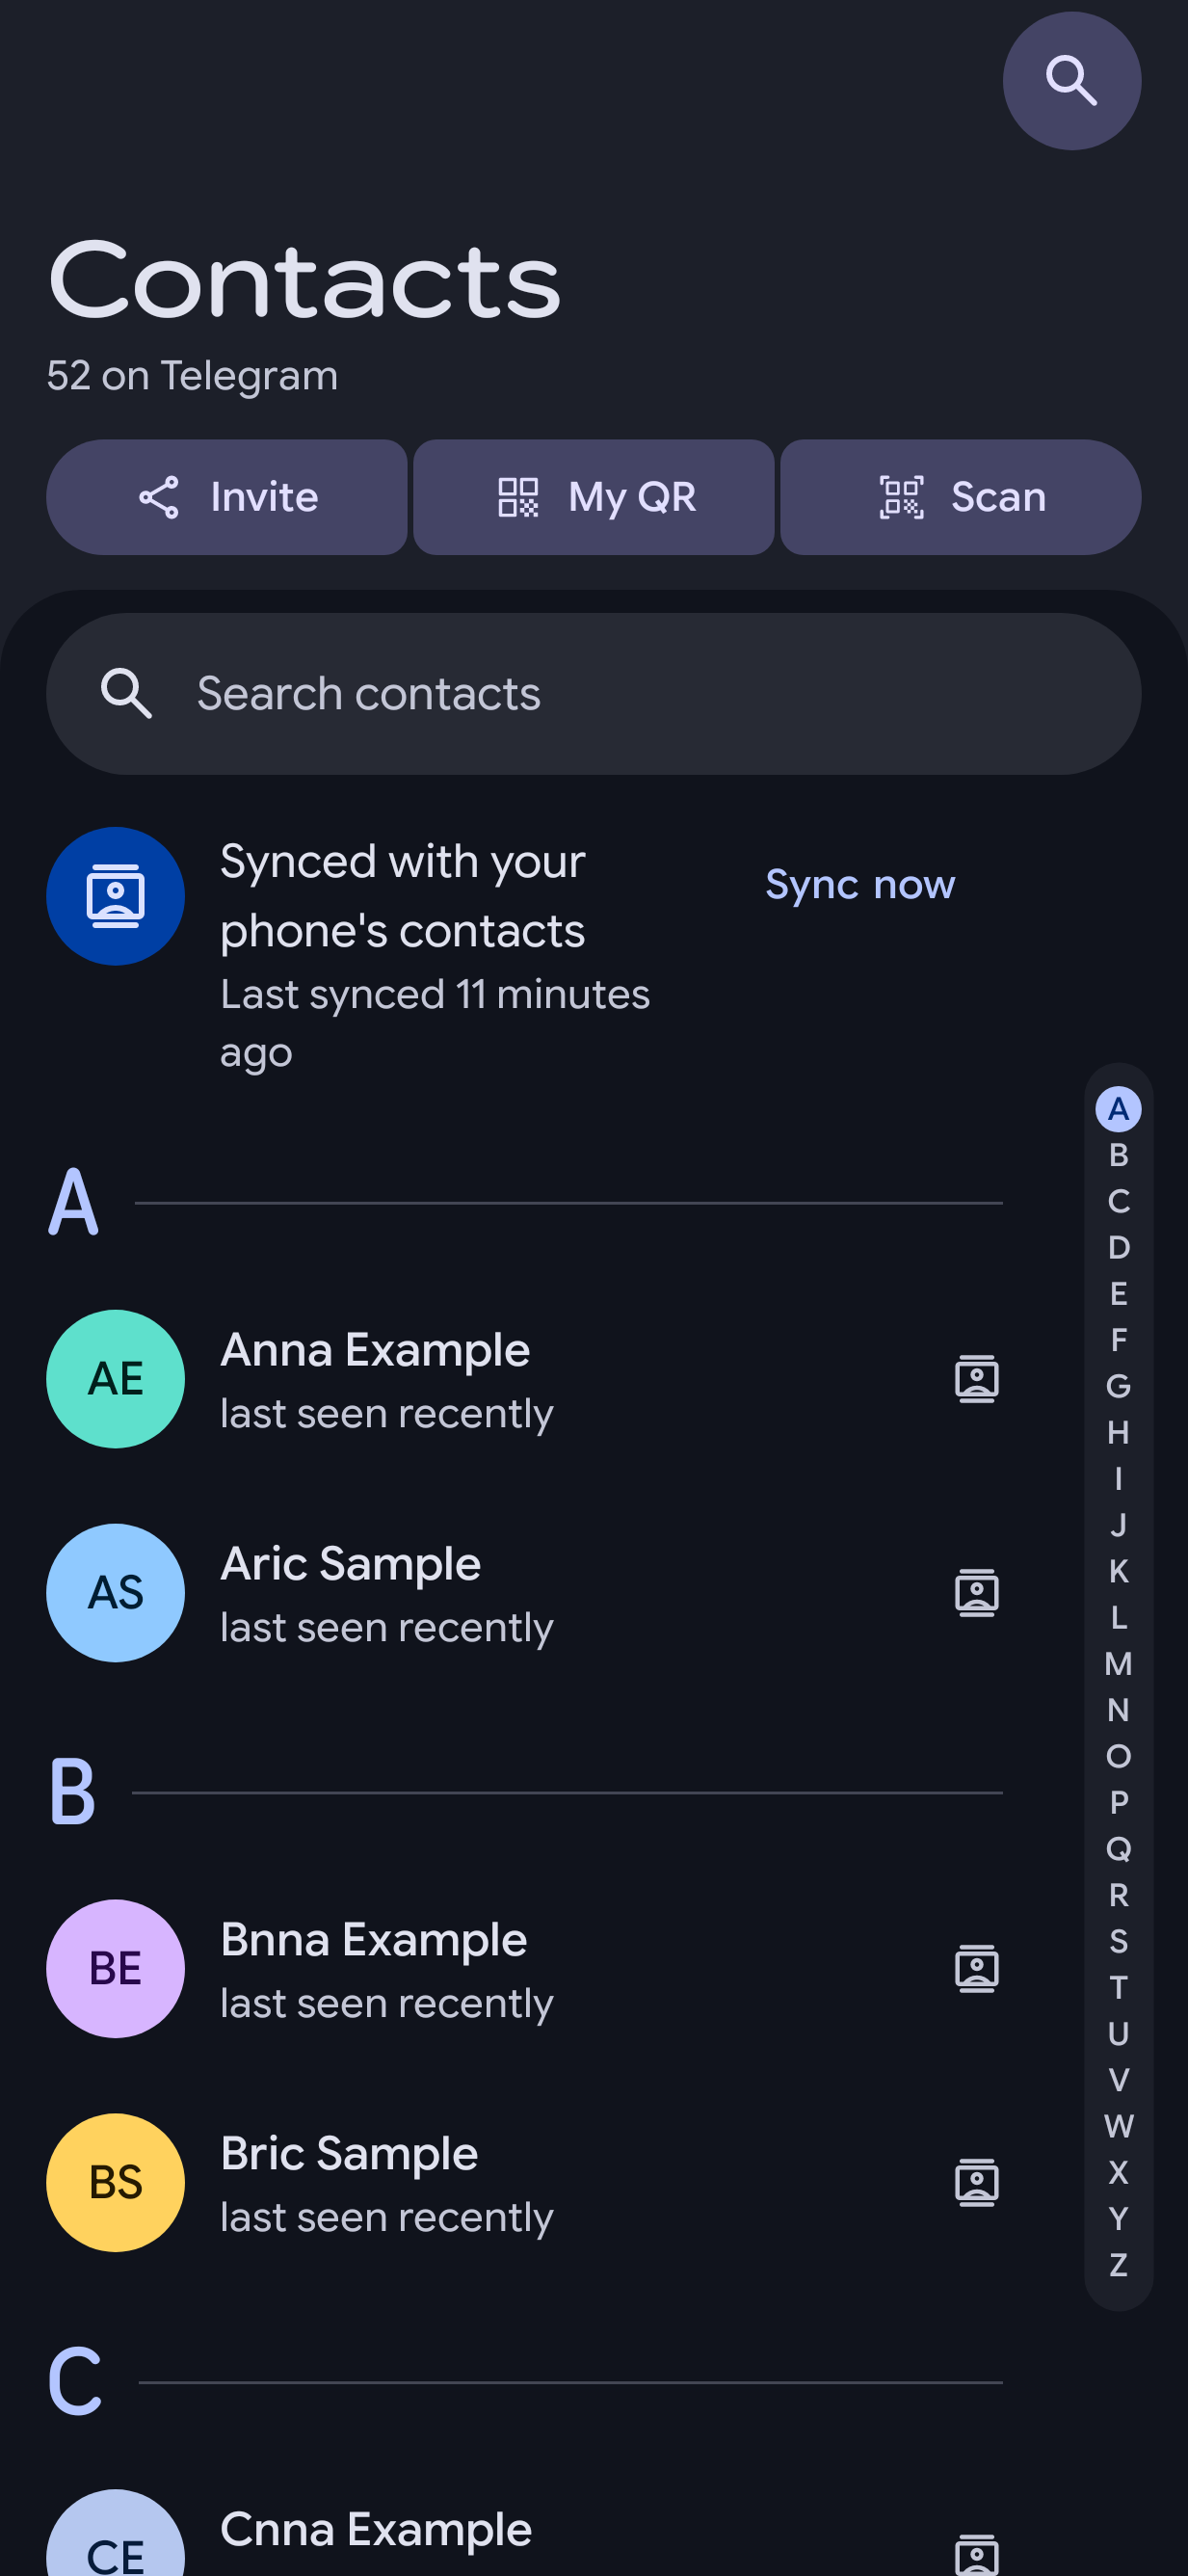 Contacts
52 on Telegram
Invite
My QR
Scan
Search contacts
Synced with your
phone's contacts
Last synced 11 minutes
ago
Sync now
A
AE
Anna Example
last seen recently
AS
Aric Sample
last seen recently
B
BE
Bnna Example
last seen recently
BS
Bric Sample
last seen recently
C
CE
Cnna Example
A
B
C
D
E
F
G
H
I
J
K
L
M
N
O
P
Q
R
S
T
U
V
W
X
Y
Z